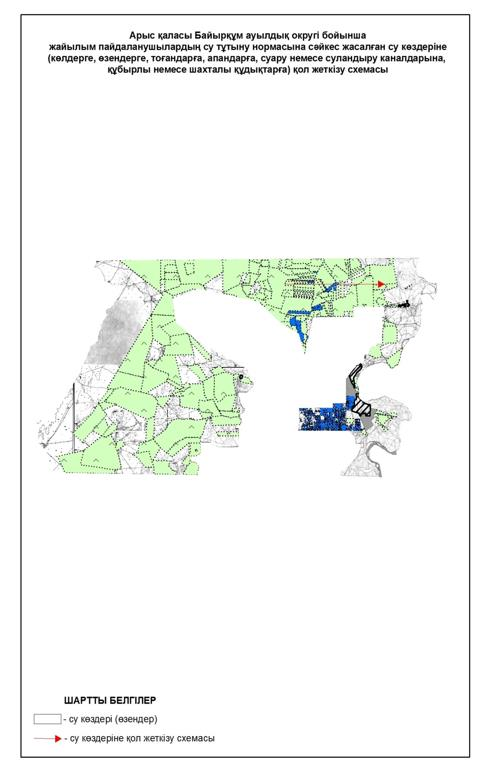 Арыс қаласы Байырқұм ауылдық округі бойынша
жайылым пайдаланушылардың су тұтыну нормасына сәйкес жасалған су көздеріне
(көлдерге, өзендерге, тоғандарға, апандарға, суару немесе суландыру каналдарына,
құбырлы немесе шахталы құдықтарға) қол жеткізу схемасы
ШАРТТЫ БЕЛГІЛЕР
- су көздері (өзендер)
- су көздеріне қол жеткізу схемасы